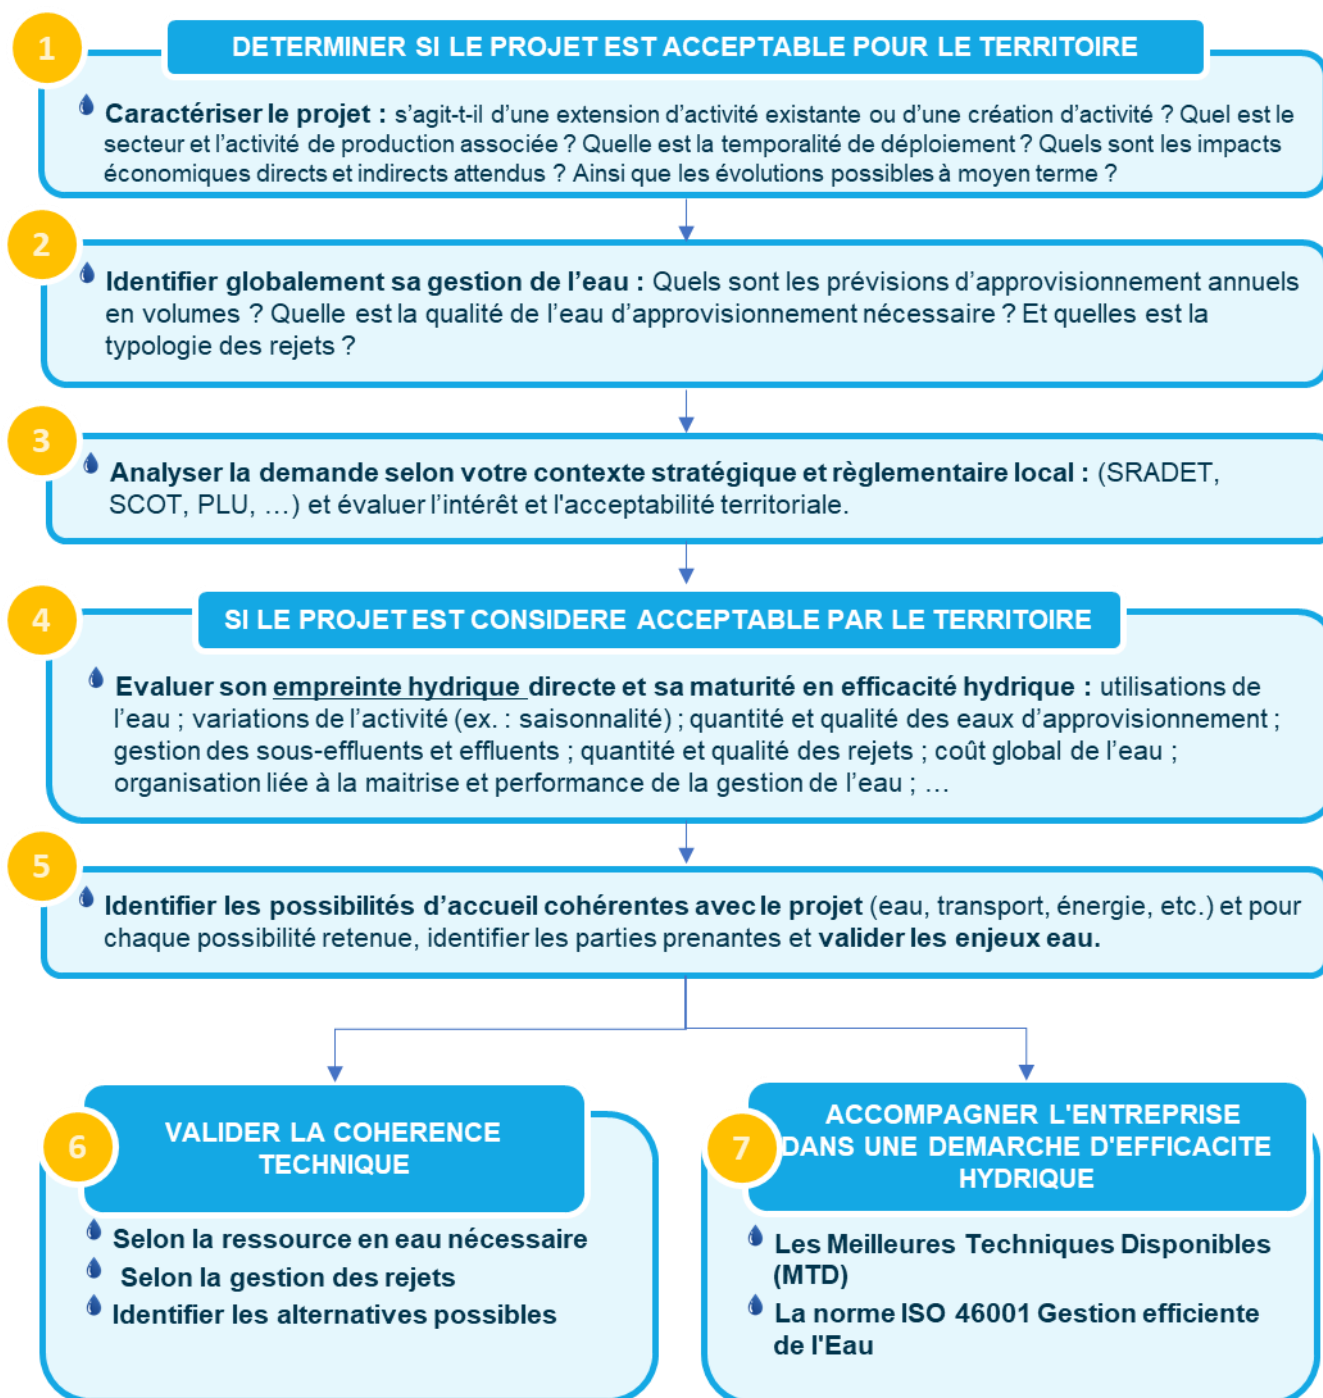 1
DETERMINER SI LE PROJET EST ACCEPTABLE POUR LE TERRITOIRE
Caractériser le projet : s’agit-t-il d’une extension d’activité existante ou d’une création d’activité ? Quel est le
secteur et l’activité de production associée ? Quelle est la temporalité de déploiement ? Quels sont les impacts
économiques directs et indirects attendus ? Ainsi que les évolutions possibles à moyen terme ?
2
Identifier globalement sa gestion de l’eau : Quels sont les prévisions d’approvisionnement annuels
en volumes ? Quelle est la qualité de l’eau d’approvisionnement nécessaire ? Et quelles est la
typologie des rejets ?
3
Analyser la demande selon votre contexte stratégique et règlementaire local : (SRADET,
SCOT, PLU, …) et évaluer l’intérêt et l'acceptabilité territoriale.
4
SI LE PROJET EST CONSIDERE ACCEPTABLE PAR LE TERRITOIRE
Evaluer son empreinte hydrique directe et sa maturité en efficacité hydrique : utilisations de
l’eau ; variations de l’activité (ex. : saisonnalité) ; quantité et qualité des eaux d’approvisionnement ;
gestion des sous-effluents et effluents ; quantité et qualité des rejets ; coût global de l’eau ;
organisation liée à la maitrise et performance de la gestion de l’eau ; …
5
Identifier les possibilités d’accueil cohérentes avec le projet (eau, transport, énergie, etc.) et pour
chaque possibilité retenue, identifier les parties prenantes et valider les enjeux eau.
6
VALIDER LA COHERENCE
TECHNIQUE
Selon la ressource en eau nécessaire
Selon la gestion des rejets
Identifier les alternatives possibles
7
ACCOMPAGNER L'ENTREPRISE
DANS UNE DEMARCHE D'EFFICACITE
HYDRIQUE
Les Meilleures Techniques Disponibles
(MTD)
La norme ISO 46001 Gestion efficiente
de l'Eau